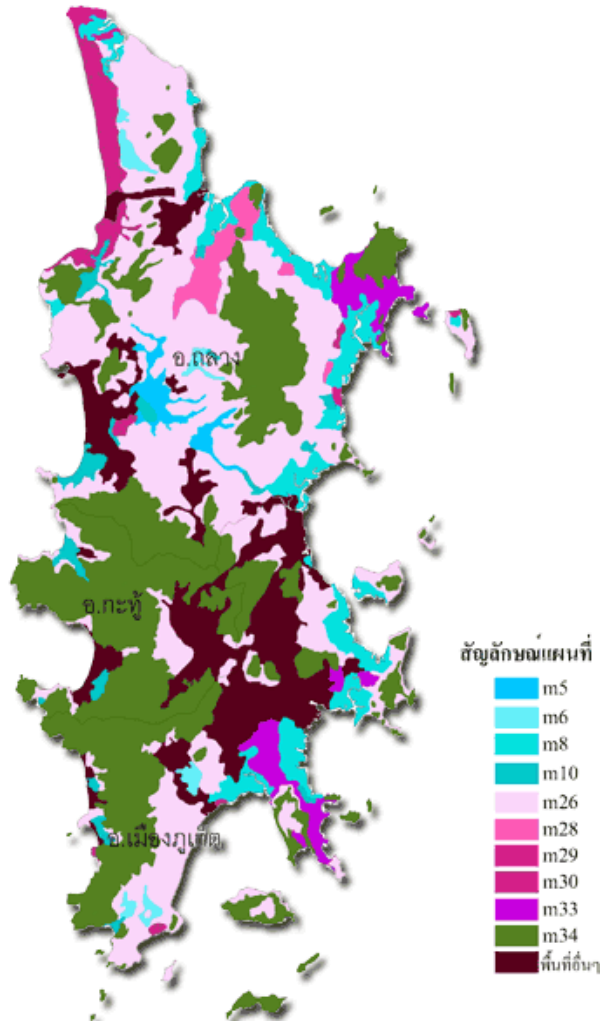 อ.ถลาง
อ.กะทู้
อ.เมืองภูเก็ต
สัญลักษณ์แผนที่
m5
m6
m8
m10
m26
m28
m29
m30
m33
m34
พื้นที่อื่นๆ